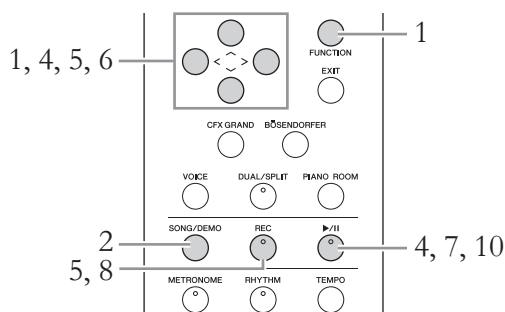 1
FUNCTION
1, 4, 5, 6
EXIT
CFX GRAND BÖSENDORFER
VOICE DUAL/SPLIT PIANO ROOM
SONG/DEMO REC ▶/II
2
4, 7, 10
5, 8
METRONOME RHYTHM TEMPO